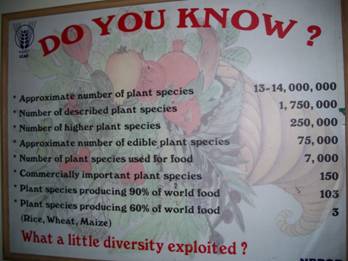 DO YOU KNOW ?
* Approximate number of plant species 13-14,000,000
* Number of described plant species 1,750,000
* Number of higher plant species 250,000
* Approximate number of edible plant species 75,000
* Number of plant species used for food 7,000
* Commercially important plant species 150
* Plant species producing 90% of world food 103
* Plant species producing 60% of world food 3
(Rice, Wheat, Maize)
What a little diversity exploited ?